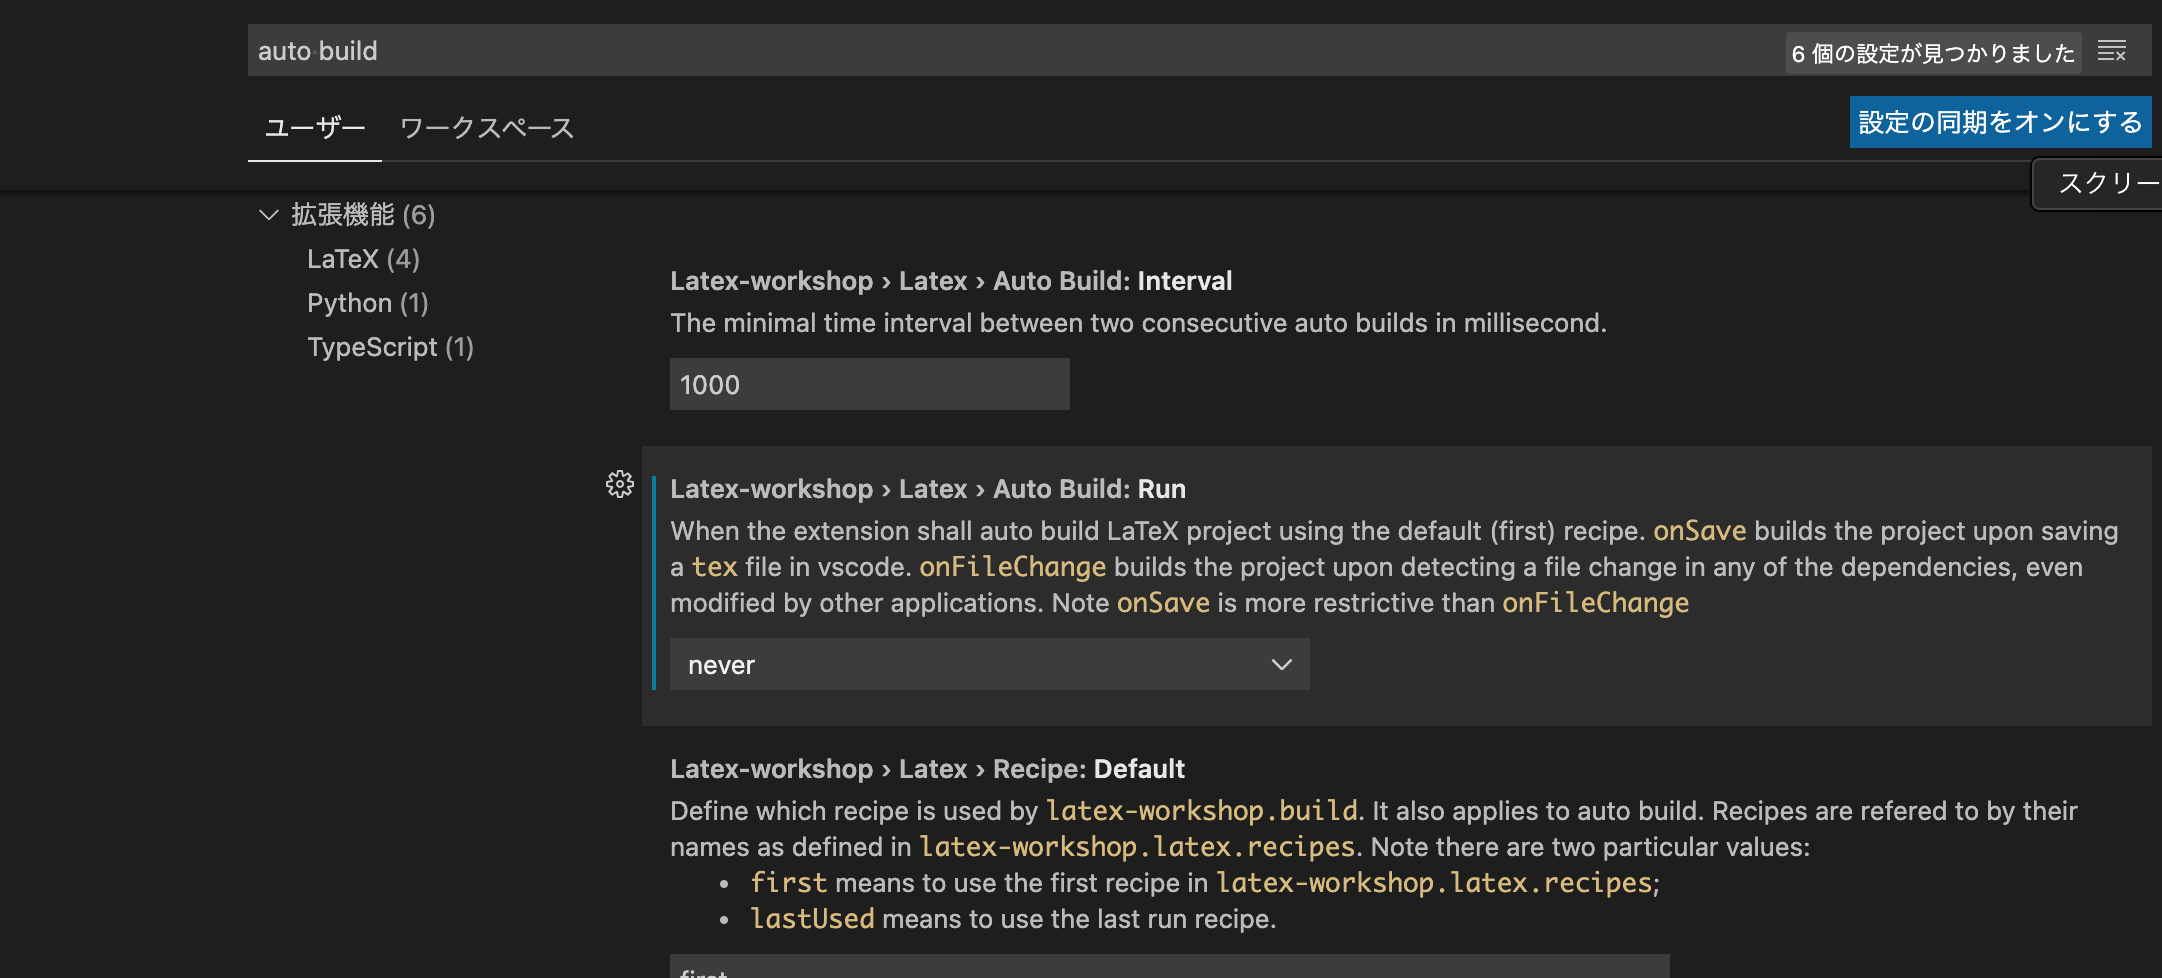 auto build
6 個の設定が見つかりました
ユーザー ワークスペース
設定の同期をオンにする
スクリー
拡張機能 (6)
LaTeX (4)
Python (1)
TypeScript (1)
Latex-workshop › Latex › Auto Build: Interval
The minimal time interval between two consecutive auto builds in millisecond.
1000
Latex-workshop › Latex › Auto Build: Run
When the extension shall auto build LaTeX project using the default (first) recipe. onSave builds the project upon saving
a tex file in vscode. onFileChange builds the project upon detecting a file change in any of the dependencies, even
modified by other applications. Note onSave is more restrictive than onFileChange
never
Latex-workshop › Latex › Recipe: Default
Define which recipe is used by latex-workshop.build. It also applies to auto build. Recipes are refered to by their
names as defined in latex-workshop.latex.recipes. Note there are two particular values:
• first means to use the first recipe in latex-workshop.latex.recipes;
• lastUsed means to use the last run recipe.
first